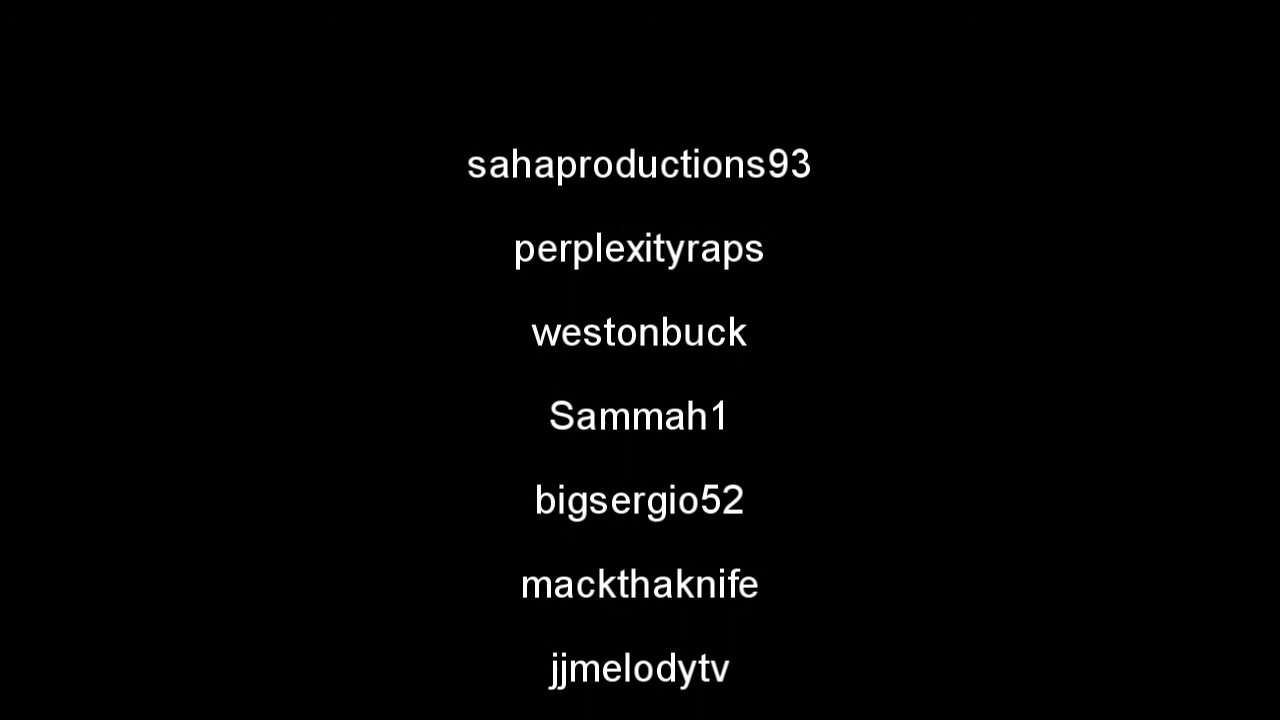 sahaproductions93
perplexityraps
westonbuck
Sammah1
bigsergio52
mackthaknife
jjmelodytv